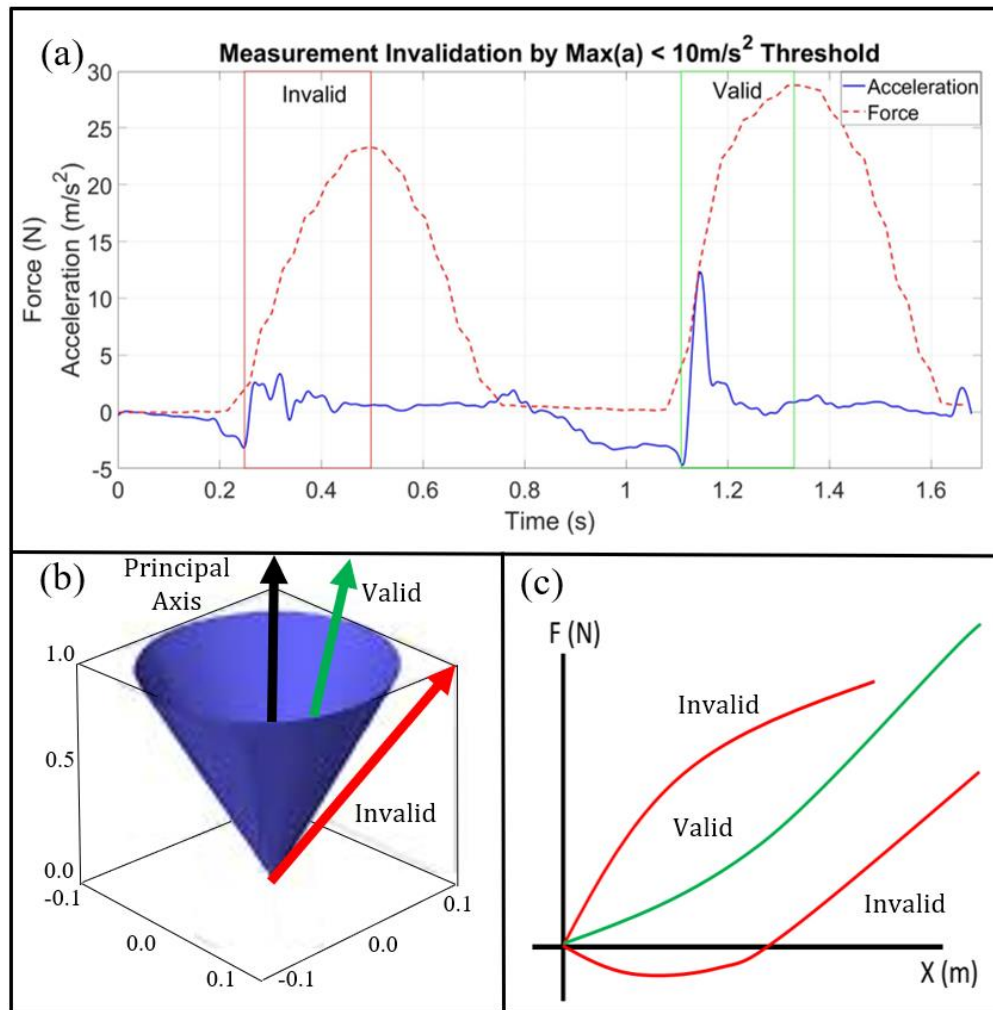 (a)
Measurement Invalidation by Max(a) < 10m/s² Threshold
Force (N)
Acceleration (m/s²)
30
25
20
15
10
5
0
-5
Invalid
Valid
Acceleration
Force
0 0.2 0.4 0.6 0.8 1 1.2 1.4 1.6
Time (s)
(b)
Principal
Axis
Valid
Invalid
1.0
0.5
0.0
-0.1
0.0
0.1
-0.1
0.0
0.1
(c)
F (N)
Invalid
Valid
Invalid
X (m)